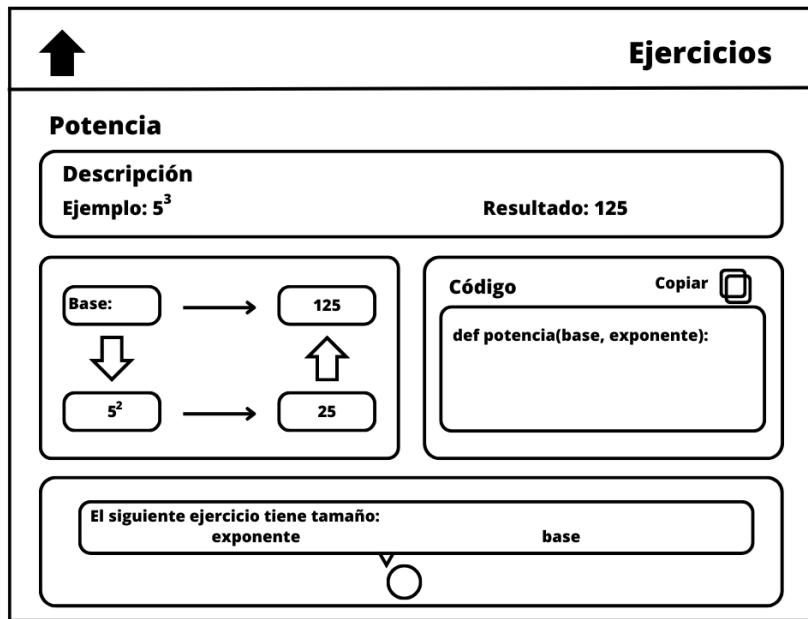 Ejercicios
Potencia
Descripción
Ejemplo: 5³
Resultado: 125
Base:
125
5²
25
Código
Copiar
def potencia(base, exponente):
El siguiente ejercicio tiene tamaño:
exponente
base